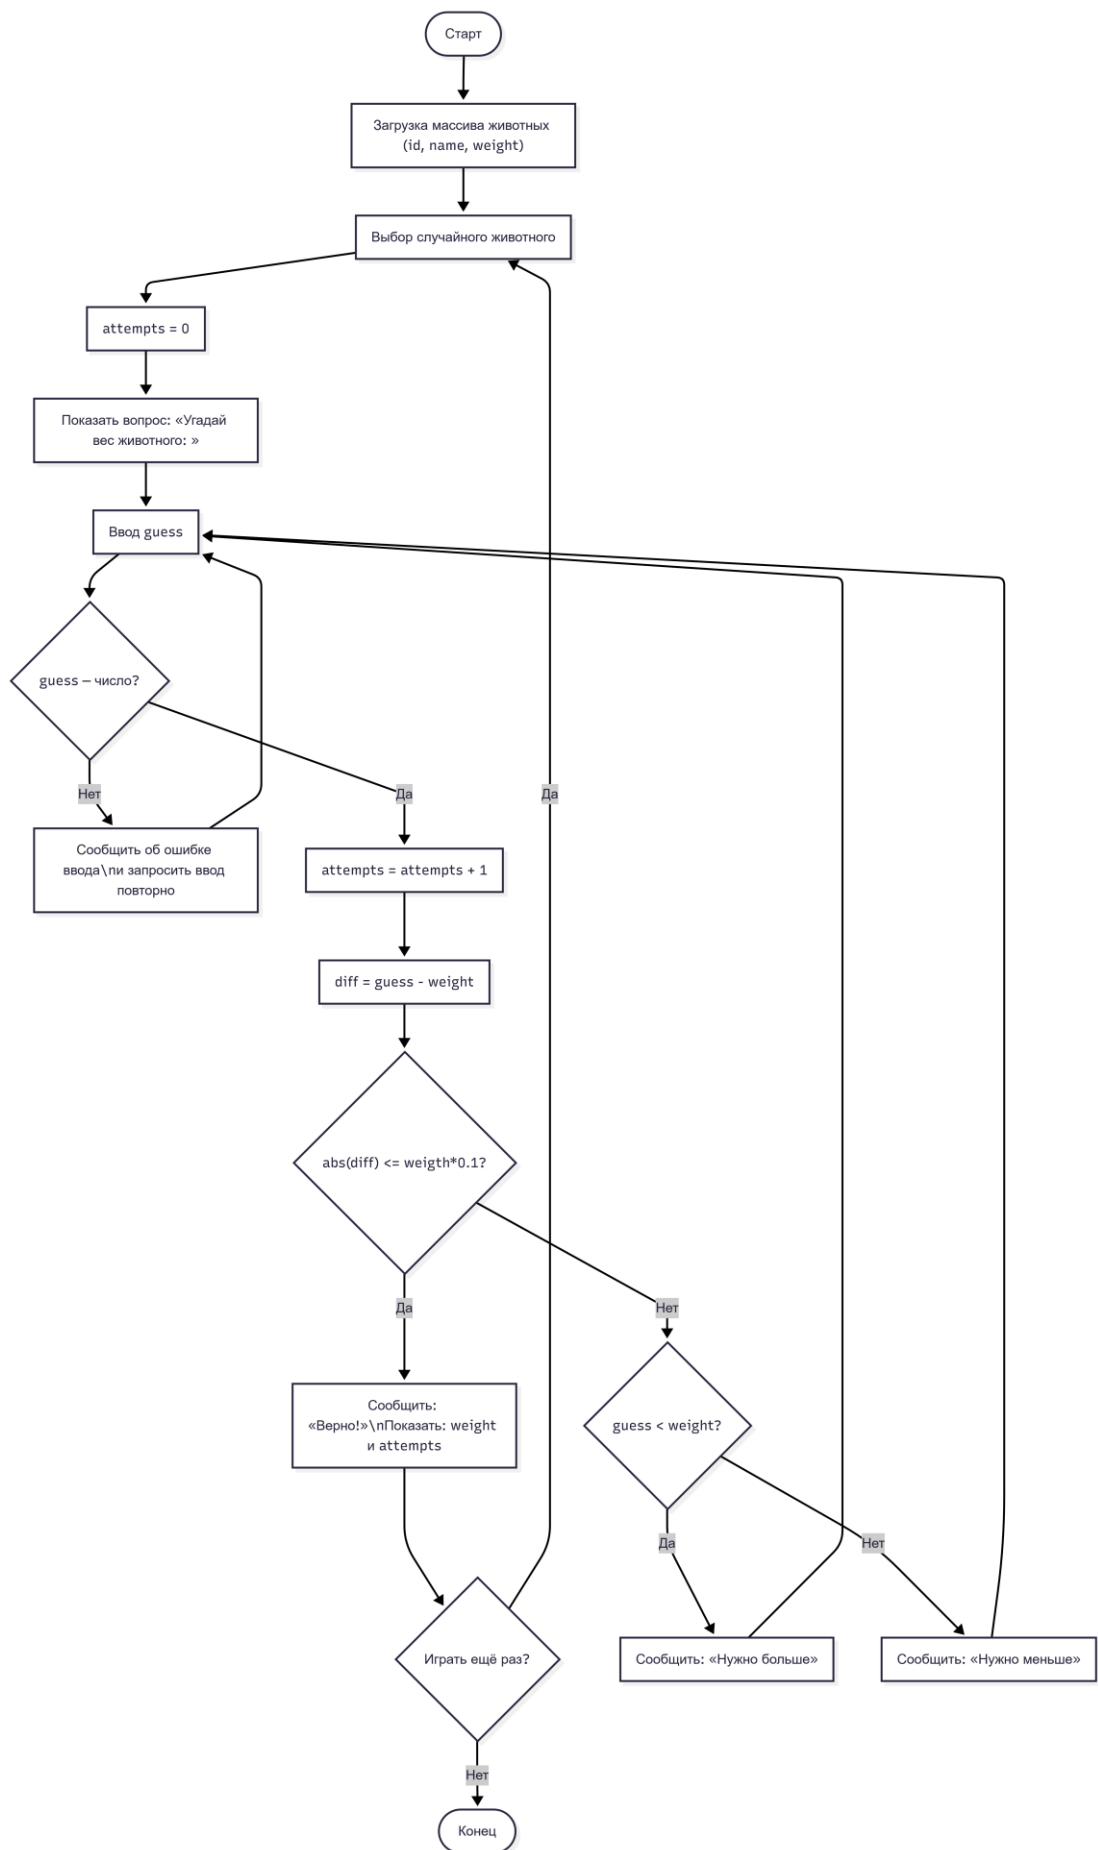 Старт
Загрузка массива животных
(id, name, weight)
Выбор случайного животного
attempts = 0
Показать вопрос: «Угадай
вес животного: »
Ввод guess
guess – число?
Нет
Да
Да
Сообщить об ошибке
ввода\nи запросить ввод
повторно
attempts = attempts + 1
diff = guess - weight
abs(diff) <= weigth*0.1?
Да
Нет
Сообщить:
«Верно!»\nПоказать: weight
и attempts
guess < weight?
Да
Нет
Играть ещё раз?
Сообщить: «Нужно больше»
Сообщить: «Нужно меньше»
Нет
Конец